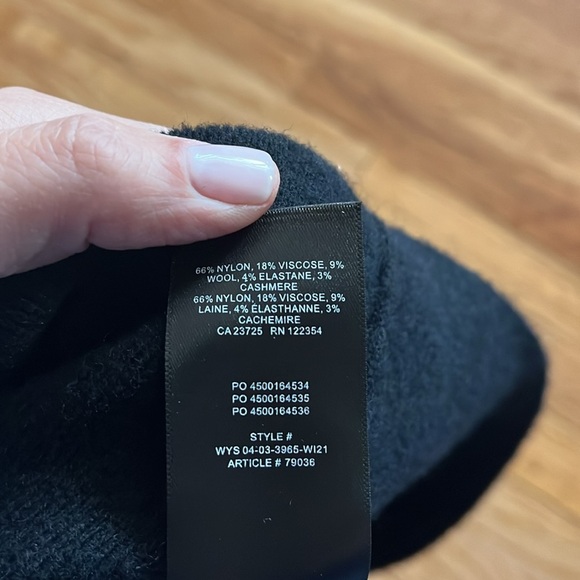 66% NYLON, 18% VISCOSE, 9%
WOOL, 4% ELASTANE, 3%
CASHMERE
66% NYLON, 18% VISCOSE, 9%
LAINE, 4% ÉLASTHANNE, 3%
CACHEMIRE
CA 23725 RN 122354
PO 4500164534
PO 4500164535
PO 4500164536
STYLE #
WYS 04-03-3965-WI21
ARTICLE # 79036